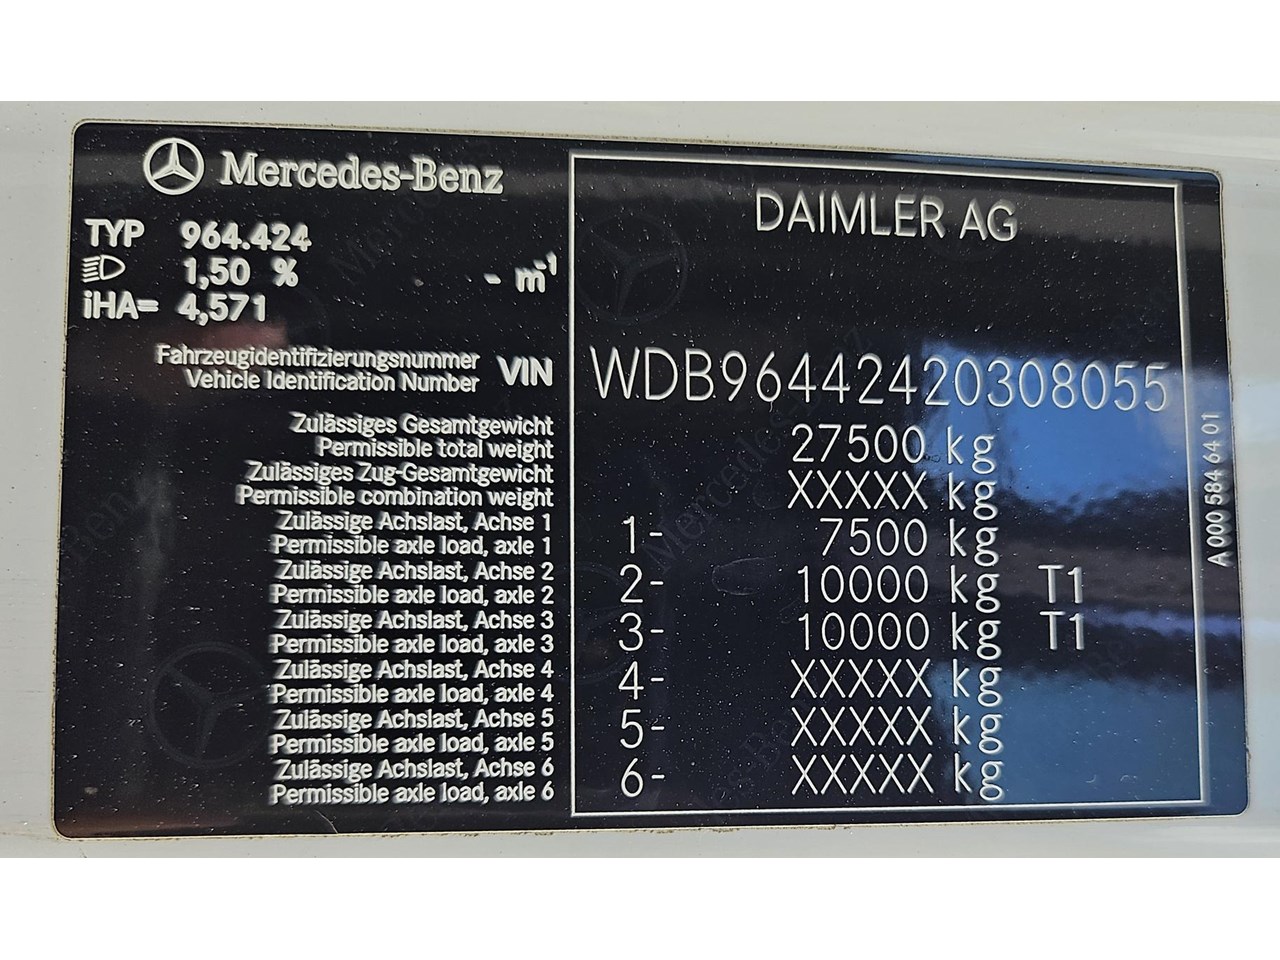 Mercedes-Benz
TYP 964.424
1,50 % - m⁻¹
iHA= 4,571
DAIMLER AG
Fahrzeugidentifizierungsnummer
Vehicle Identification Number VIN WDB96442420308055
Zulässiges Gesamtgewicht
Permissible total weight 27500 kg
Zulässiges Zug-Gesamtgewicht
Permissible combination weight XXXXX kg
Zulässige Achslast, Achse 1
Permissible axle load, axle 1 1- 7500 kg
Zulässige Achslast, Achse 2
Permissible axle load, axle 2 2- 10000 kg T1
Zulässige Achslast, Achse 3
Permissible axle load, axle 3 3- 10000 kg T1
Zulässige Achslast, Achse 4
Permissible axle load, axle 4 4- XXXXX kg
Zulässige Achslast, Achse 5
Permissible axle load, axle 5 5- XXXXX kg
Zulässige Achslast, Achse 6
Permissible axle load, axle 6 6- XXXXX kg
A 000 584 64 01